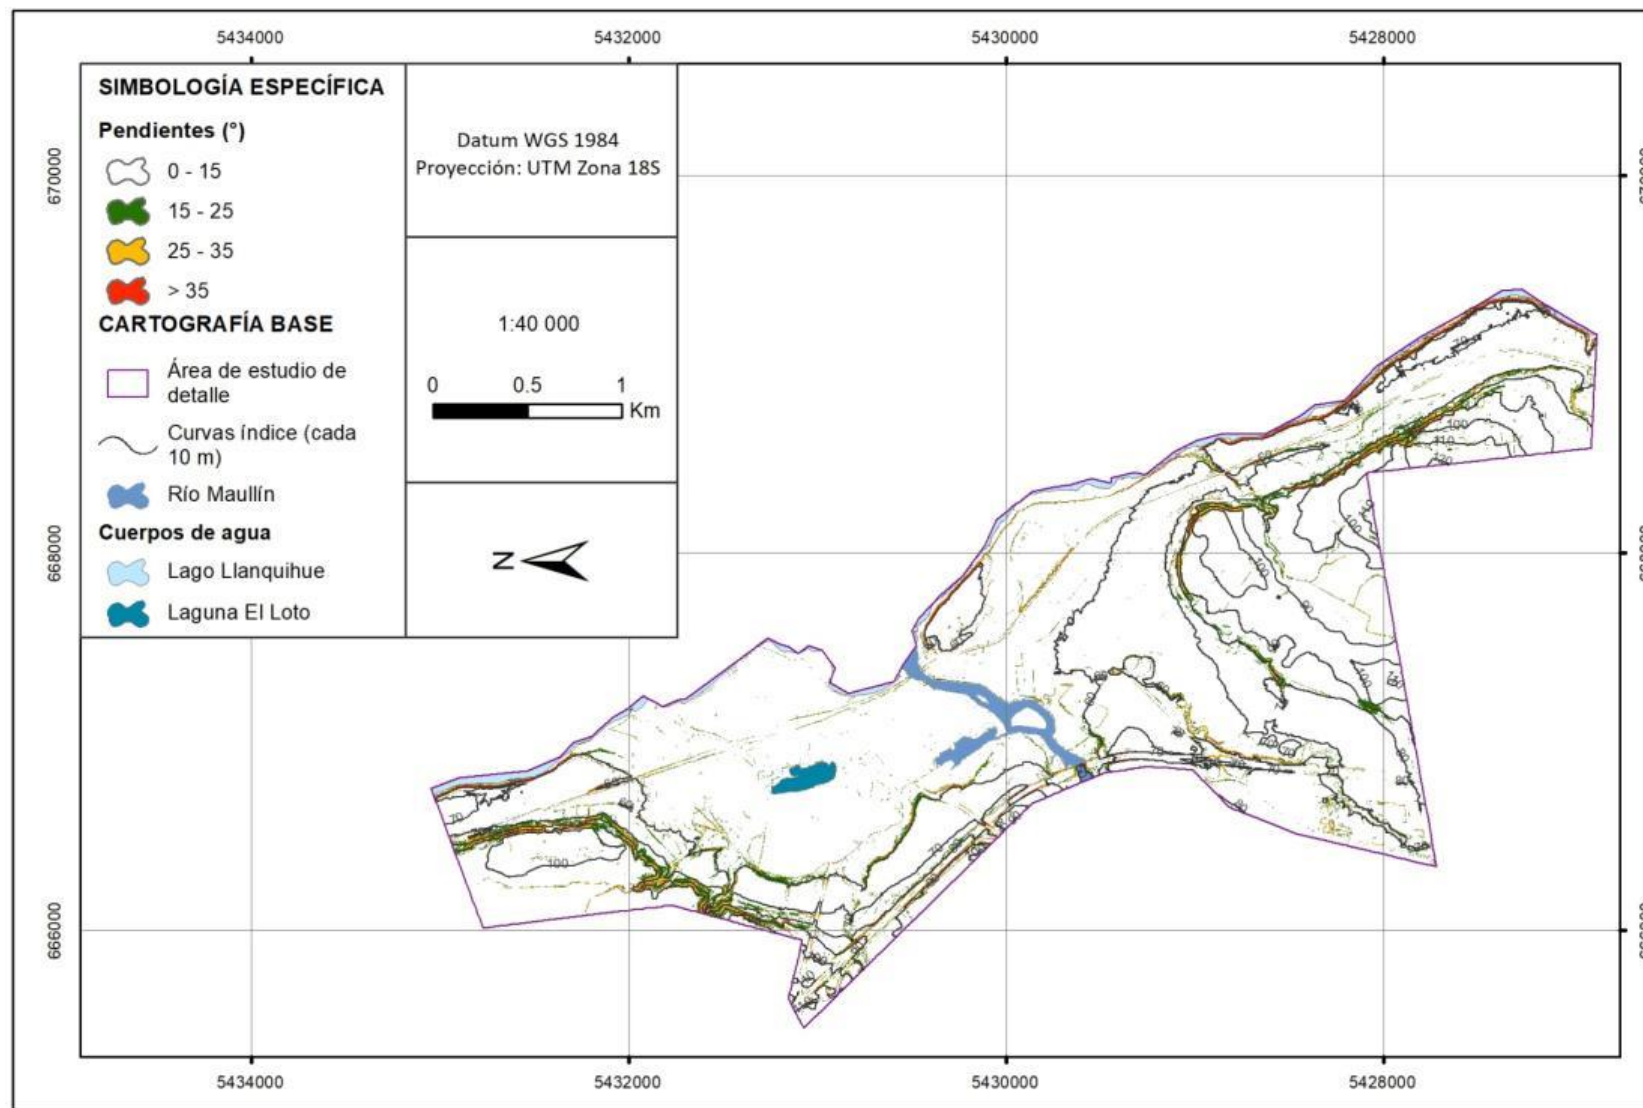 5434000
5432000
5430000
5428000
SIMBOLOGÍA ESPECÍFICA
Pendientes (°)
0 - 15
15 - 25
25 - 35
> 35
CARTOGRAFÍA BASE
Área de estudio de
detalle
Curvas índice (cada
10 m)
Río Maullín
Cuerpos de agua
Lago Llanquihue
Laguna El Loto
Datum WGS 1984
Proyección: UTM Zona 18S
1:40 000
0 0.5 1
Km
N
670000
668000
666000
70
100
110
120
60
100
100
90
100
70
100
70
5434000
5432000
5430000
5428000